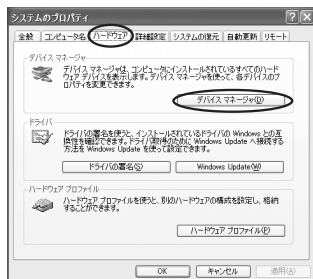 システムのプロパティ
全般 コンピュータ名 ハードウェア 詳細設定 システムの復元 自動更新 リモート
デバイス マネージャ
デバイス マネージャは、コンピュータにインストールされているすべてのハード
ウェア デバイスを表示します。デバイス マネージャを使って、各デバイスのプ
ロパティを変更できます。
デバイス マネージャ(D)
ドライバ
ドライバの署名を使うと、インストールされているドライバの Windows との互
換性を確認できます。ドライバ取得のために Windows Update へ接続する
方法を Windows Update を使って設定できます。
ドライバの署名(S)
Windows Update(W)
ハードウェア プロファイル
ハードウェア プロファイルを使うと、別のハードウェアの構成を設定し、格納
することができます。
ハードウェア プロファイル(P)
OK キャンセル 適用(A)